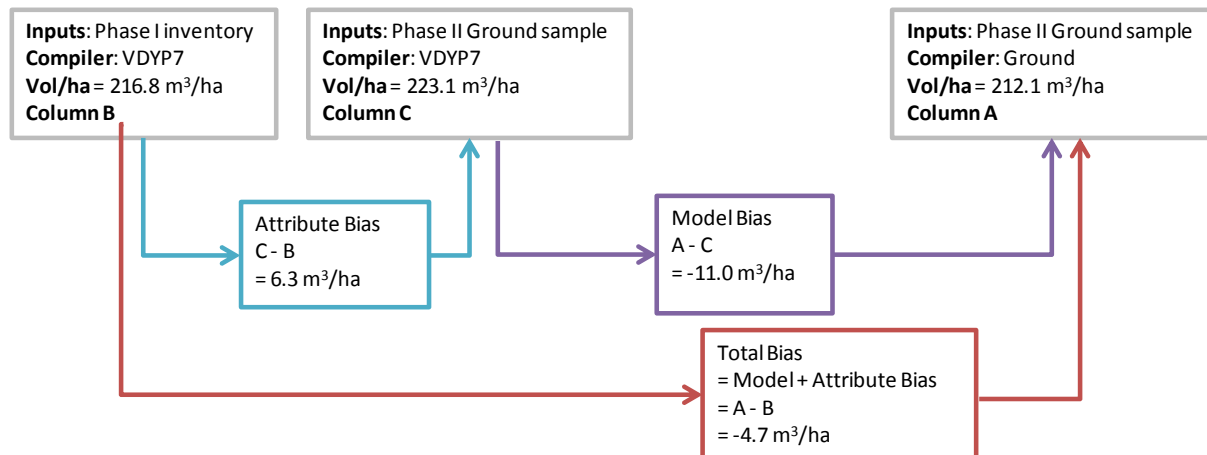 Inputs: Phase I inventory
Compiler: VDYP7
Vol/ha = 216.8 m³/ha
Column B
Inputs: Phase II Ground sample
Compiler: VDYP7
Vol/ha = 223.1 m³/ha
Column C
Inputs: Phase II Ground sample
Compiler: Ground
Vol/ha = 212.1 m³/ha
Column A
Attribute Bias
C - B
= 6.3 m³/ha
Model Bias
A - C
= -11.0 m³/ha
Total Bias
= Model + Attribute Bias
= A - B
= -4.7 m³/ha